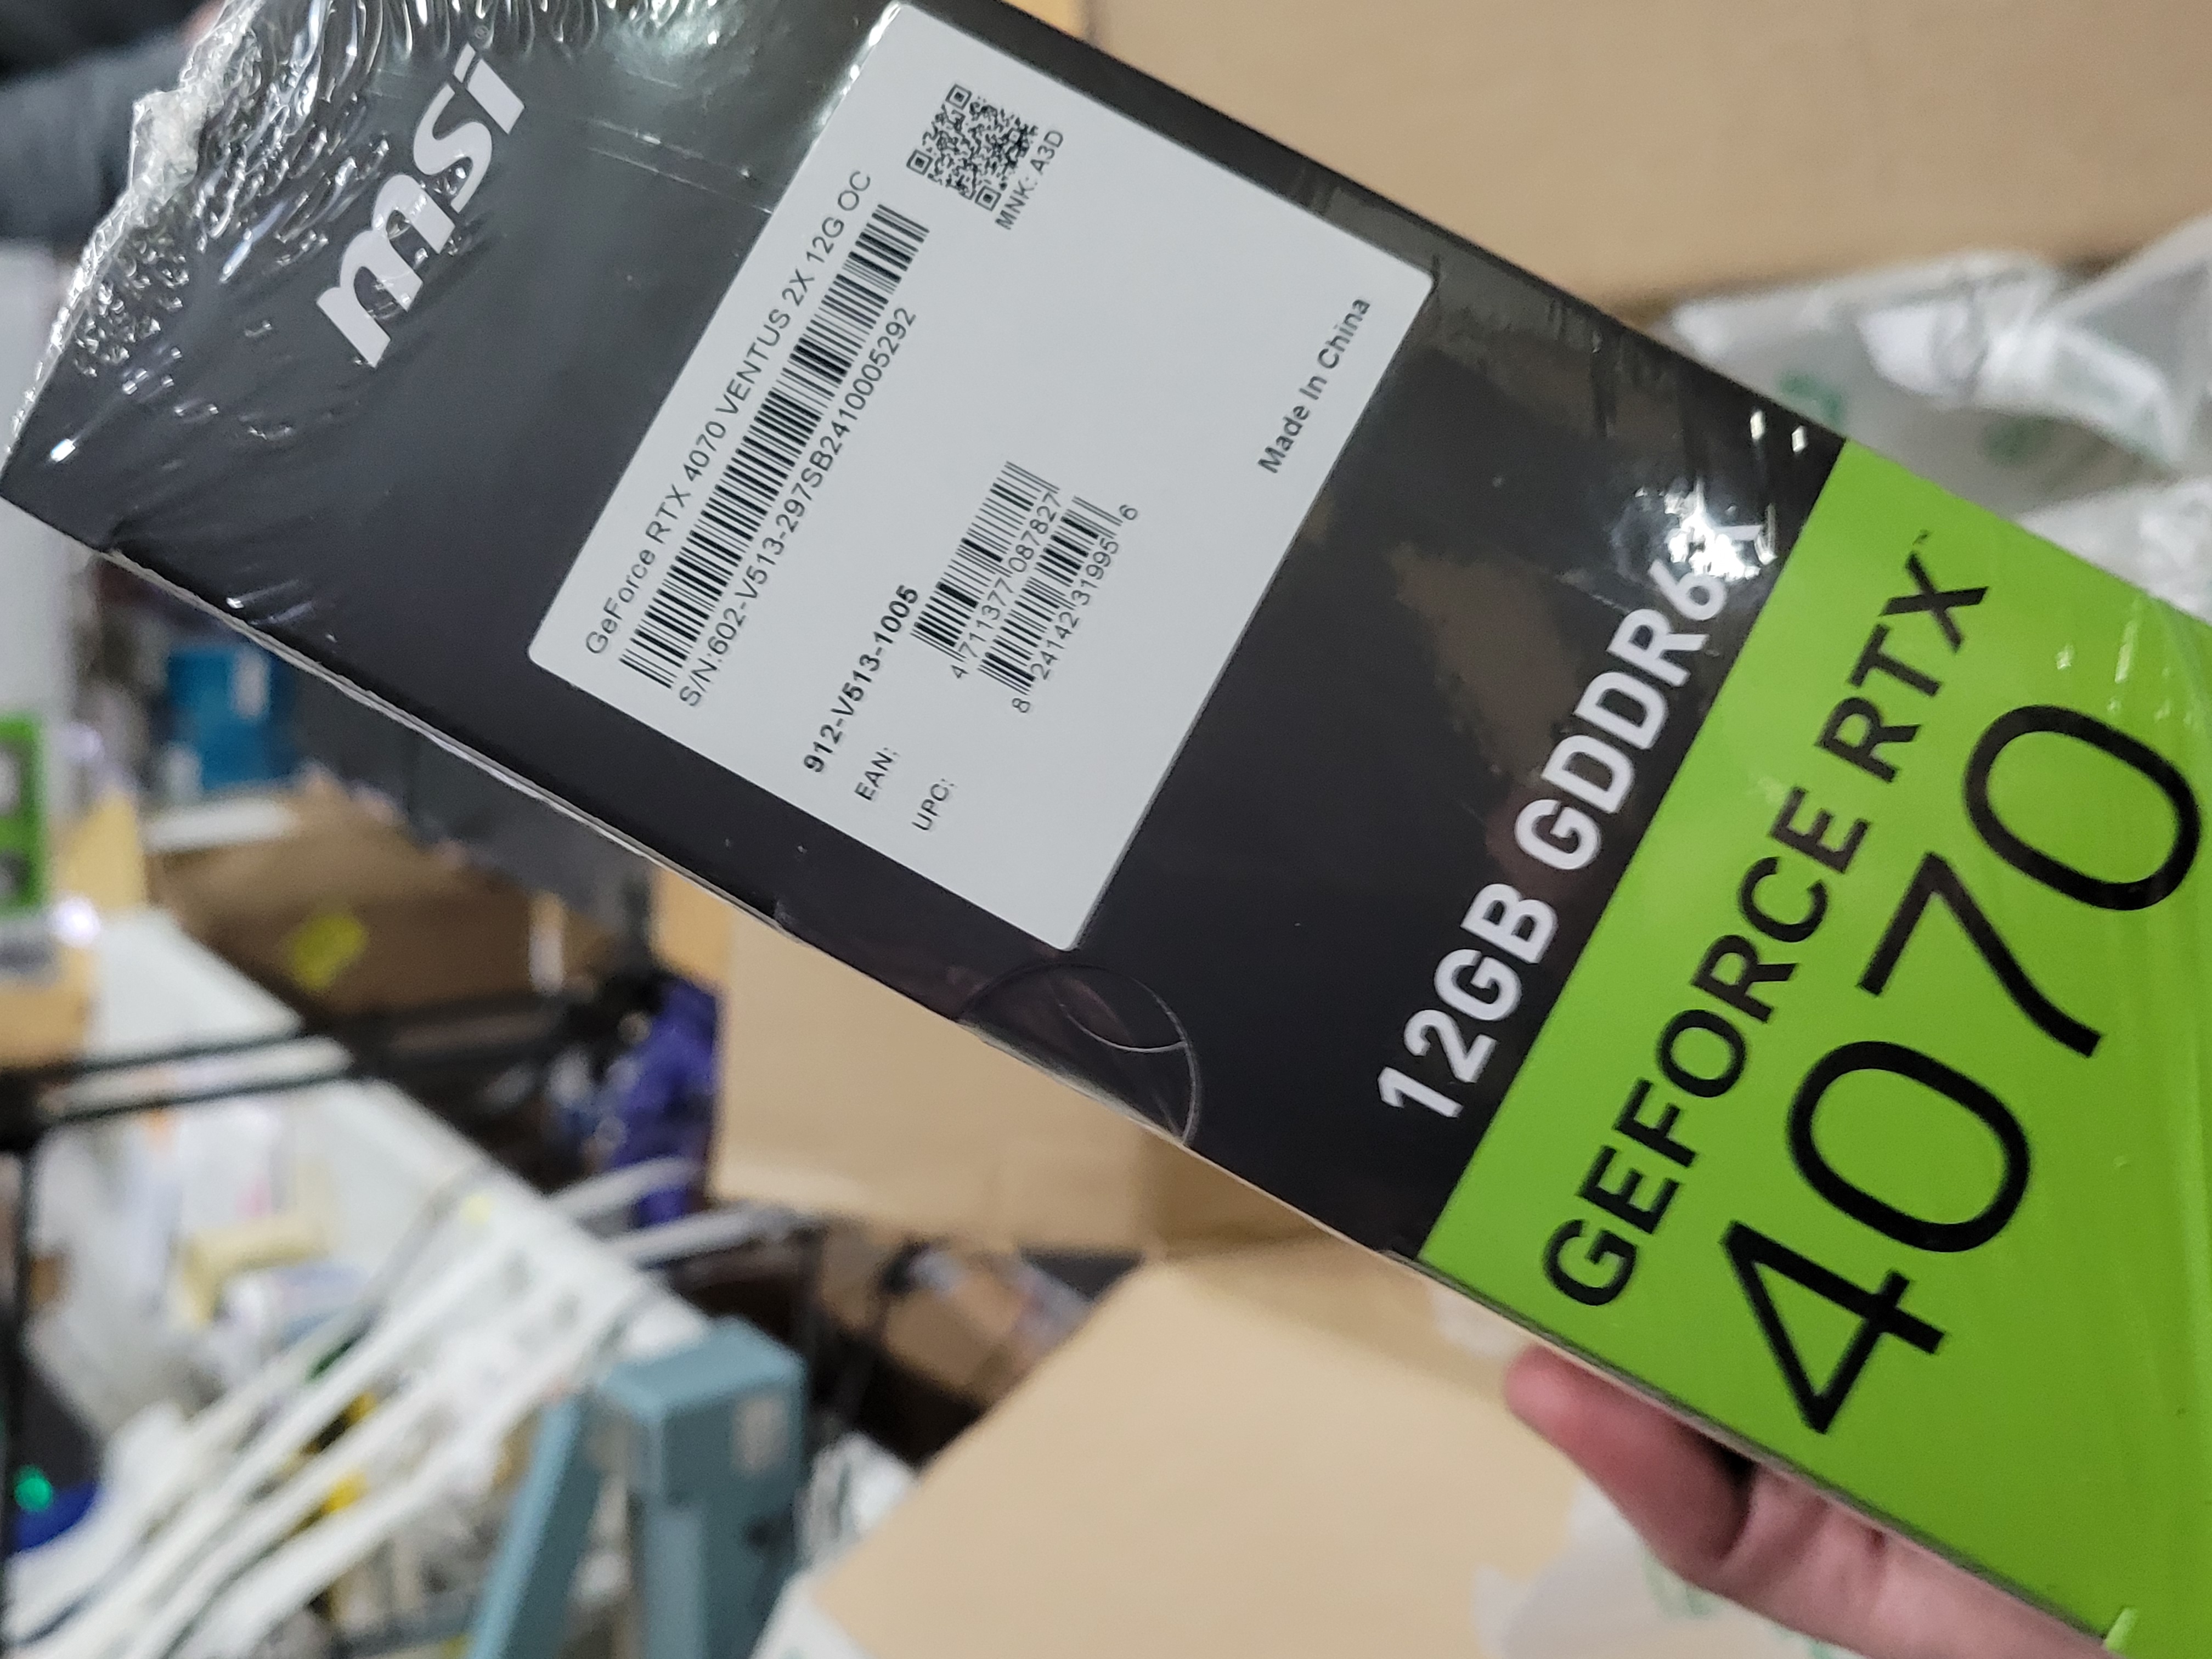 msi
GeForce RTX 4070 VENTUS 2X 12G OC
S/N:602-V513-297SB2410005292
MNK: A3D
912-V513-1005
EAN:
4 711377 087827
UPC:
8 24142 31995 6
Made In China
12GB GDDR6X
GEFORCE RTX™
4070